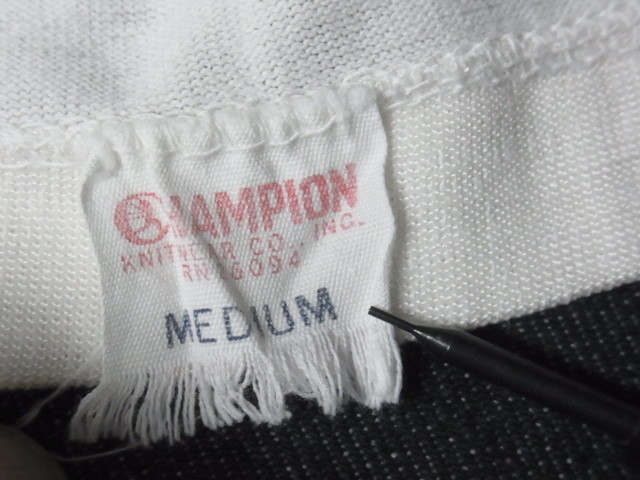 CHAMPION
KNITWEAR CO., INC.
RN 26094
MEDIUM